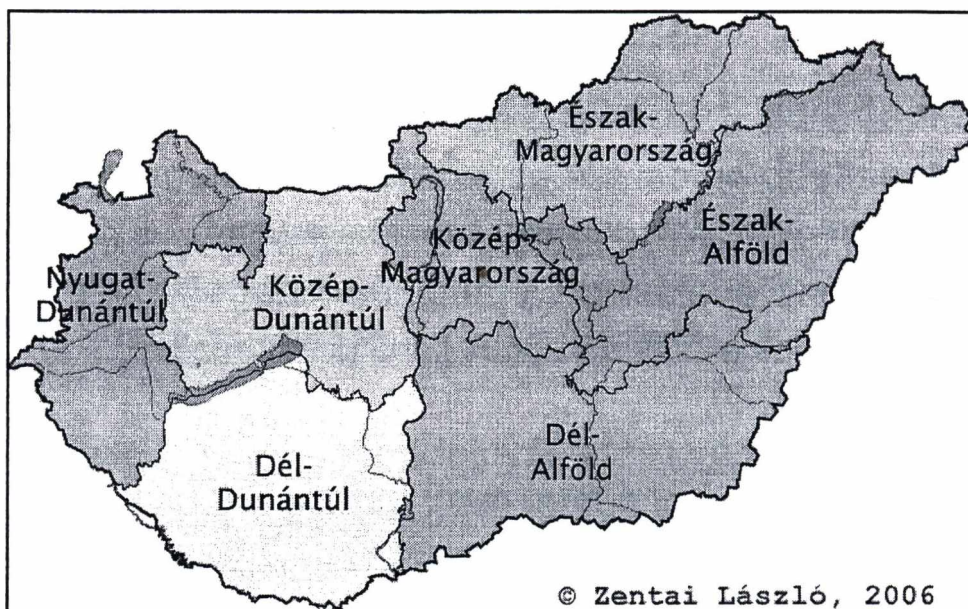 Észak-
Magyarország
Észak-
Alföld
Közép-
Magyarország
Nyugat-
Dunántúl
Közép-
Dunántúl
Dél-
Alföld
Dél-
Dunántúl
© Zentai László, 2006